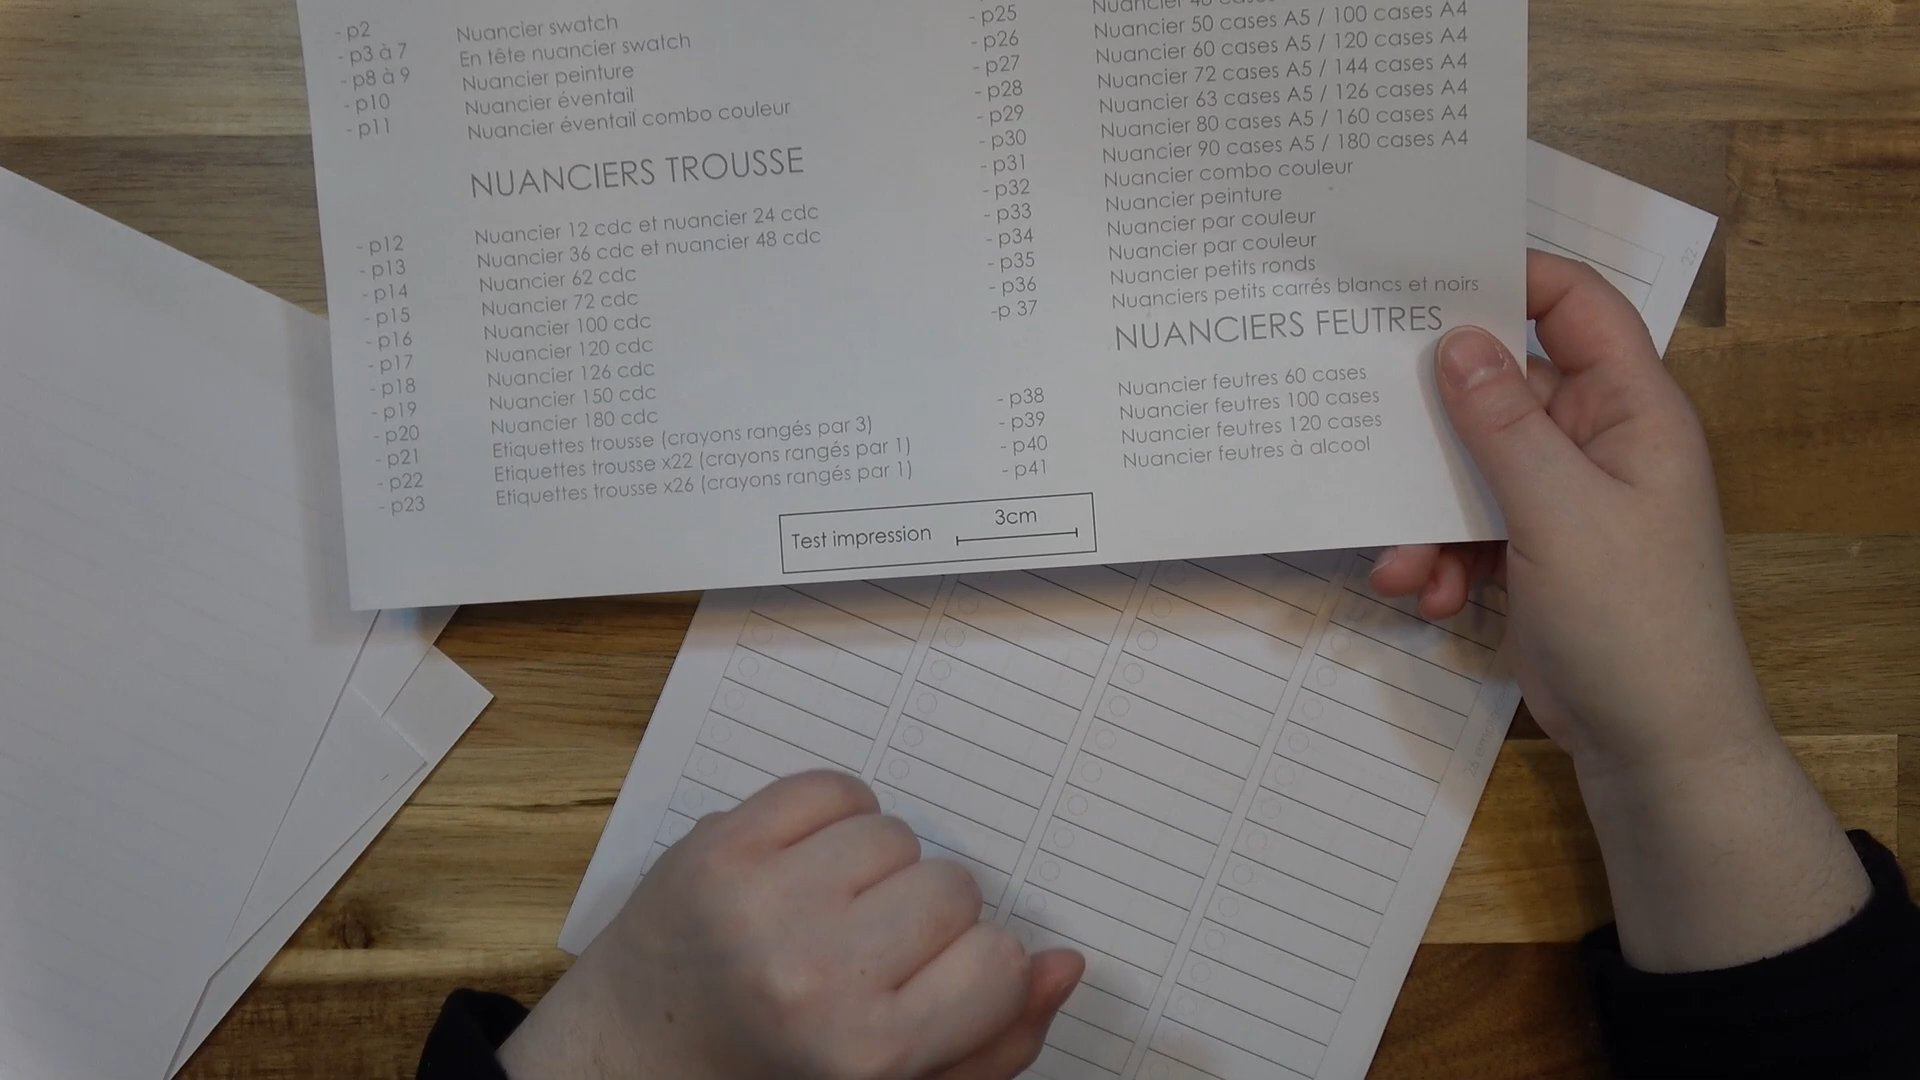 - p2 Nuancier swatch
- p3 à 7 En tête nuancier swatch
- p8 à 9 Nuancier peinture
- p10 Nuancier éventail
- p11 Nuancier éventail combo couleur
NUANCIERS TROUSSE
- p12 Nuancier 12 cdc et nuancier 24 cdc
- p13 Nuancier 36 cdc et nuancier 48 cdc
- p14 Nuancier 62 cdc
- p15 Nuancier 72 cdc
- p16 Nuancier 100 cdc
- p17 Nuancier 120 cdc
- p18 Nuancier 126 cdc
- p19 Nuancier 150 cdc
- p20 Nuancier 180 cdc
- p21 Etiquettes trousse (crayons rangés par 3)
- p22 Etiquettes trousse x22 (crayons rangés par 1)
- p23 Etiquettes trousse x26 (crayons rangés par 1)
- p25 Nuancier
- p26 Nuancier 50 cases A5 / 100 cases A4
- p27 Nuancier 60 cases A5 / 120 cases A4
- p28 Nuancier 72 cases A5 / 144 cases A4
- p29 Nuancier 63 cases A5 / 126 cases A4
- p30 Nuancier 80 cases A5 / 160 cases A4
- p31 Nuancier 90 cases A5 / 180 cases A4
- p32 Nuancier combo couleur
- p33 Nuancier peinture
- p34 Nuancier par couleur
- p35 Nuancier par couleur
- p36 Nuancier petits ronds
-p 37 Nuanciers petits carrés blancs et noirs
NUANCIERS FEUTRES
- p38 Nuancier feutres 60 cases
- p39 Nuancier feutres 100 cases
- p40 Nuancier feutres 120 cases
- p41 Nuancier feutres à alcool
Test impression 3cm